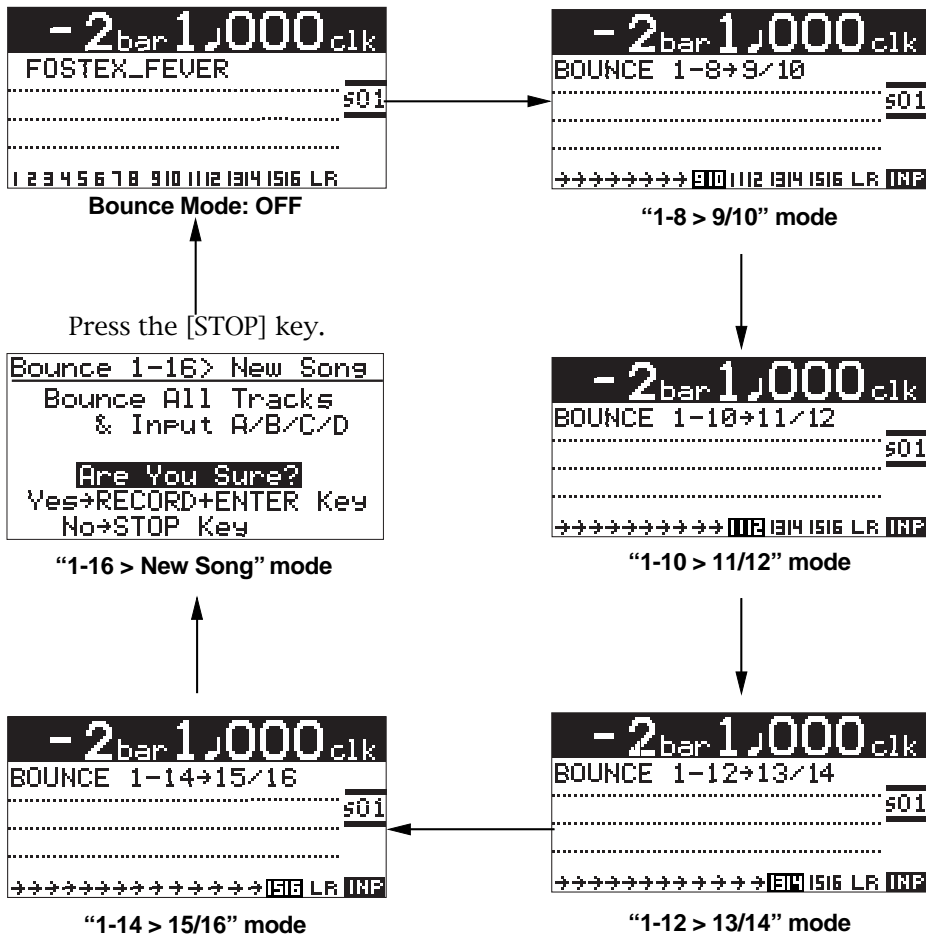 -2bar 1♩000clk
FOSTEX_FEVER
s01
1 2 3 4 5 6 7 8 9 10 11 12 13 14 15 16 L R
Bounce Mode: OFF
-2bar 1♩000clk
BOUNCE 1-8→9/10
s01
→→→→→→→→ 9 10 11 12 13 14 15 16 L R INP
“1-8 > 9/10” mode
Press the [STOP] key.
Bounce 1-16> New Song
Bounce All Tracks
& Input A/B/C/D
Are You Sure?
Yes→RECORD+ENTER Key
No→STOP Key
“1-16 > New Song” mode
-2bar 1♩000clk
BOUNCE 1-10→11/12
s01
→→→→→→→→→→ 11 12 13 14 15 16 L R INP
“1-10 > 11/12” mode
-2bar 1♩000clk
BOUNCE 1-14→15/16
s01
→→→→→→→→→→→→→→ 15 16 L R INP
“1-14 > 15/16” mode
-2bar 1♩000clk
BOUNCE 1-12→13/14
s01
→→→→→→→→→→→→ 13 14 15 16 L R INP
“1-12 > 13/14” mode